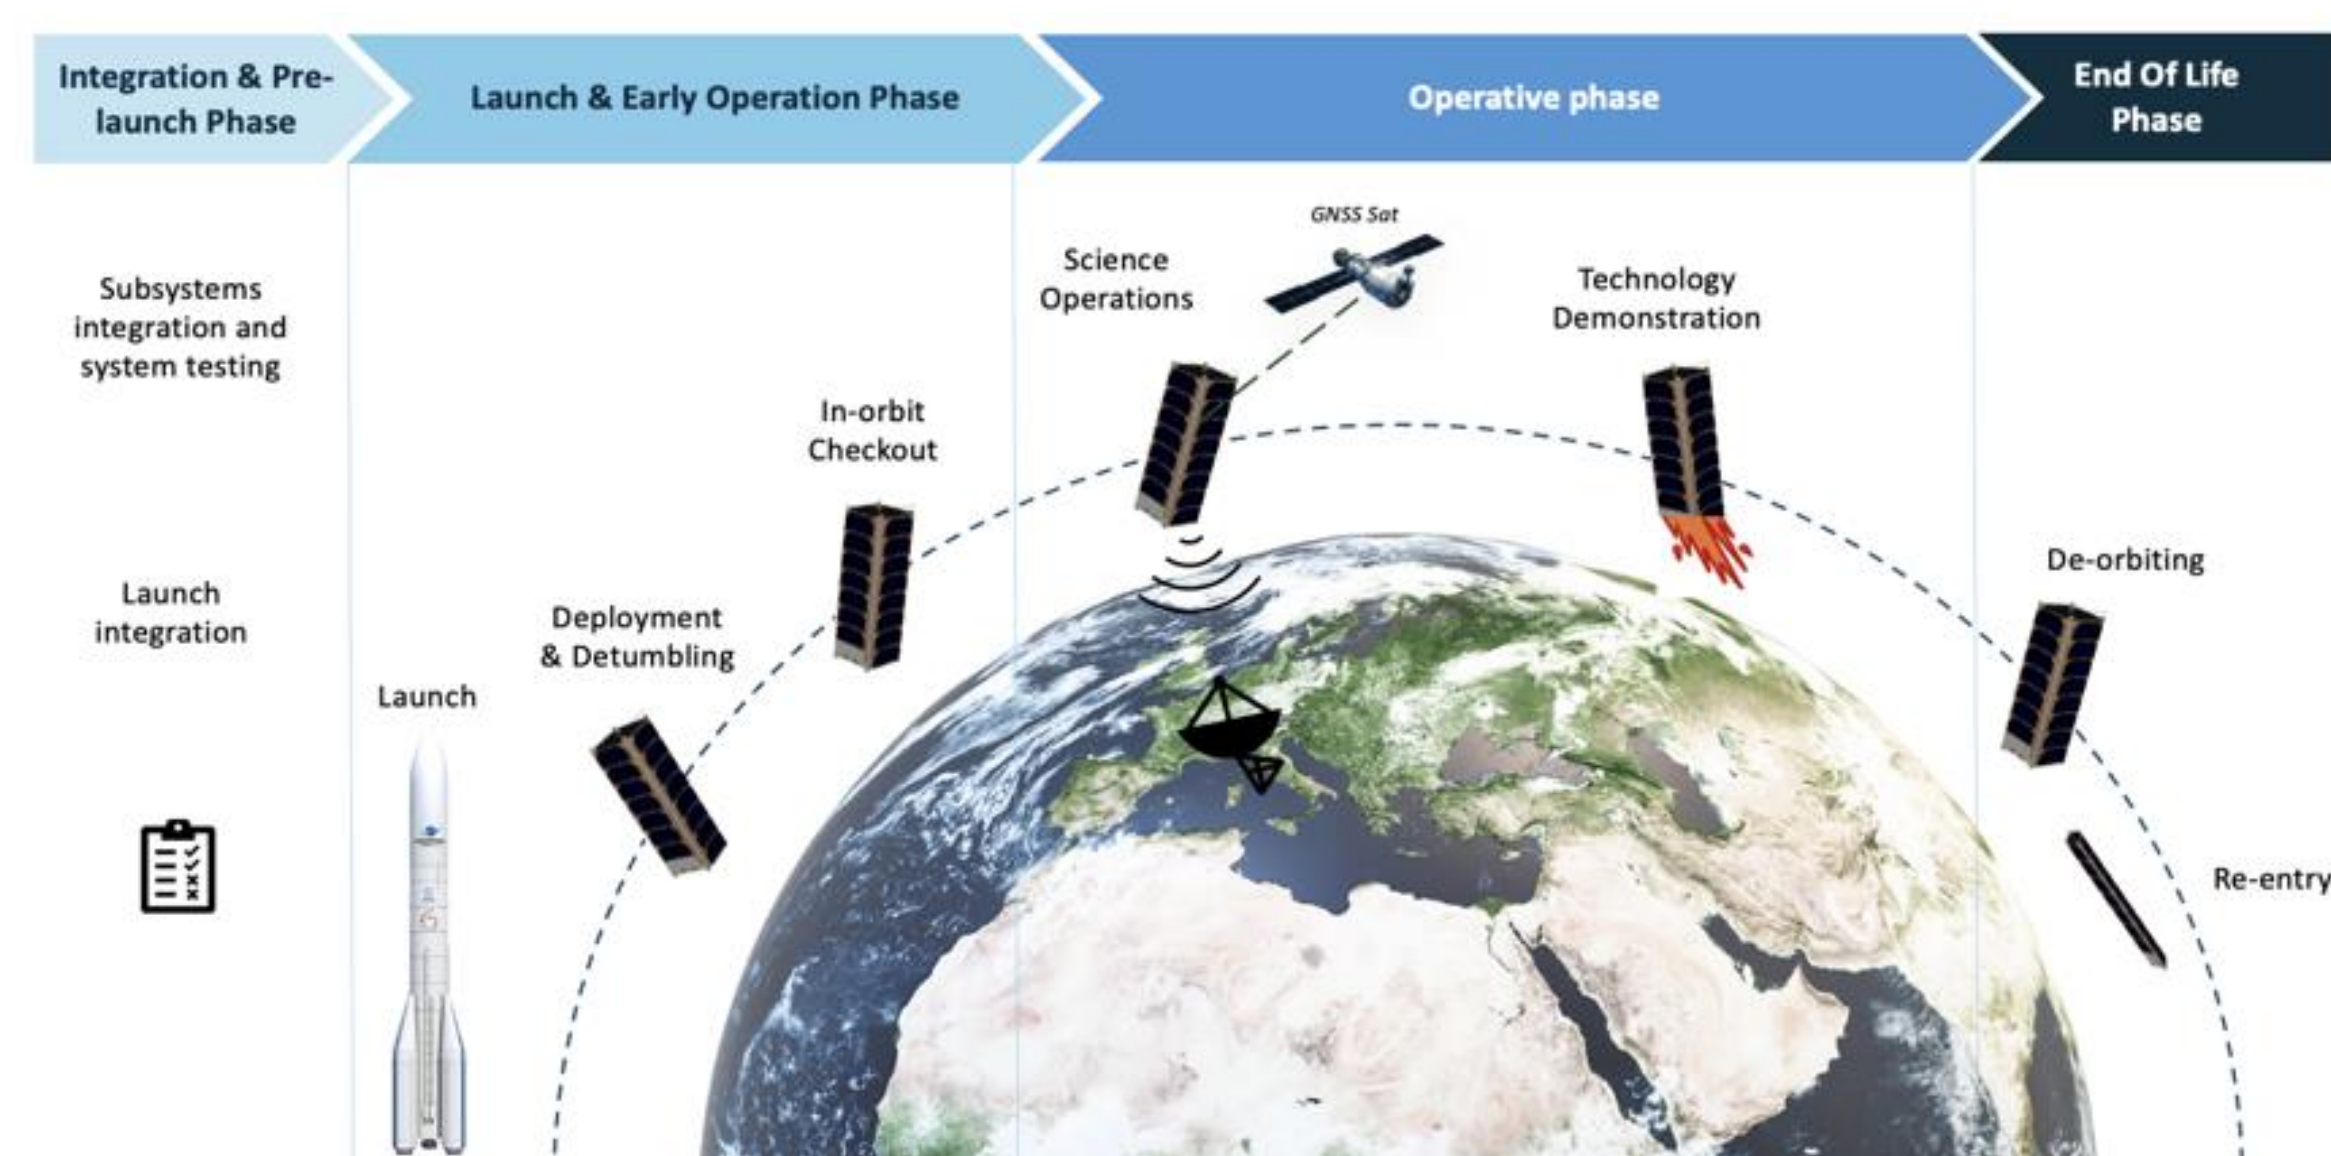 Integration & Pre-
launch Phase
Launch & Early Operation Phase
Operative phase
End Of Life
Phase
Subsystems
integration and
system testing
Launch
integration
Launch
Deployment
& Detumbling
In-orbit
Checkout
Science
Operations
GNSS Sat
Technology
Demonstration
De-orbiting
Re-entry